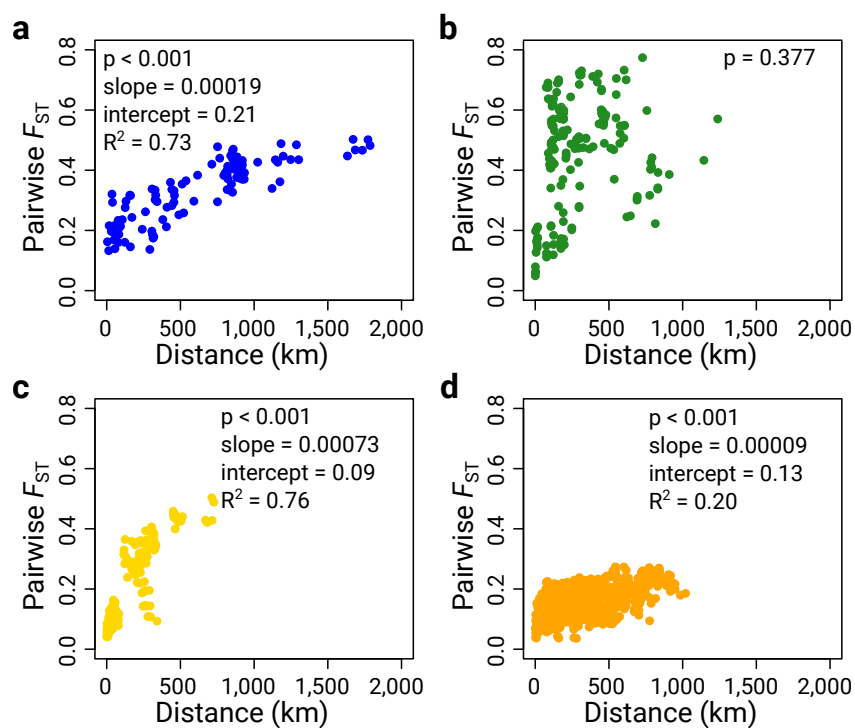 a
p < 0.001
slope = 0.00019
intercept = 0.21
R² = 0.73
Pairwise F_ST
0.0 0.2 0.4 0.6 0.8
0 500 1,000 1,500 2,000
Distance (km)
b
p = 0.377
Pairwise F_ST
0.0 0.2 0.4 0.6 0.8
0 500 1,000 1,500 2,000
Distance (km)
c
p < 0.001
slope = 0.00073
intercept = 0.09
R² = 0.76
Pairwise F_ST
0.0 0.2 0.4 0.6 0.8
0 500 1,000 1,500 2,000
Distance (km)
d
p < 0.001
slope = 0.00009
intercept = 0.13
R² = 0.20
Pairwise F_ST
0.0 0.2 0.4 0.6 0.8
0 500 1,000 1,500 2,000
Distance (km)